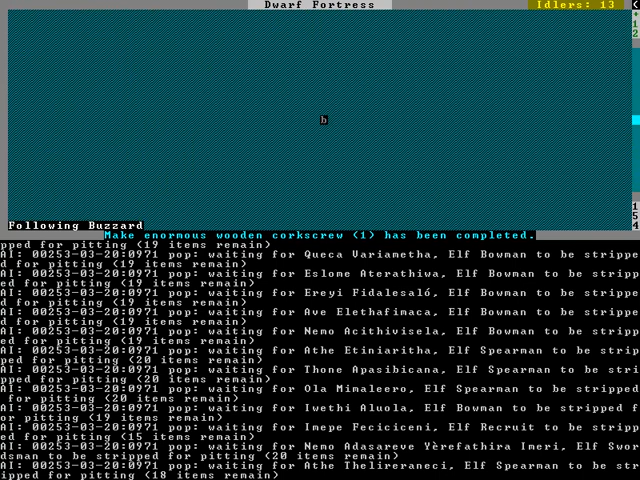 Dwarf Fortress
Idlers: 13
<
+
1
2
b
1
5
4
Following Buzzard
Make enormous wooden corkscrew (1) has been completed.
pped for pitting (19 items remain)
AI: 00253-03-20:0971 pop: waiting for Queca Variametha, Elf Bowman to be strippe
d for pitting (19 items remain)
AI: 00253-03-20:0971 pop: waiting for Eslome Aterathiwa, Elf Bowman to be stripp
ed for pitting (19 items remain)
AI: 00253-03-20:0971 pop: waiting for Ereyi Fidalesaló, Elf Bowman to be strippe
d for pitting (19 items remain)
AI: 00253-03-20:0971 pop: waiting for Ave Elethafimaca, Elf Bowman to be strippe
d for pitting (19 items remain)
AI: 00253-03-20:0971 pop: waiting for Nemo Acithivisela, Elf Bowman to be stripp
ed for pitting (19 items remain)
AI: 00253-03-20:0971 pop: waiting for Athe Etiniaritha, Elf Spearman to be stri
pped for pitting (20 items remain)
AI: 00253-03-20:0971 pop: waiting for Thone Apasibicana, Elf Spearman to be stri
pped for pitting (20 items remain)
AI: 00253-03-20:0971 pop: waiting for Ola Mimaleero, Elf Spearman to be stripped
 for pitting (20 items remain)
AI: 00253-03-20:0971 pop: waiting for Iwethi Aluola, Elf Bowman to be stripped f
or pitting (19 items remain)
AI: 00253-03-20:0971 pop: waiting for Imepe Feciciceni, Elf Recruit to be stripp
ed for pitting (15 items remain)
AI: 00253-03-20:0971 pop: waiting for Nemo Adasareve Yèrefathira Imeri, Elf Swor
dsman to be stripped for pitting (20 items remain)
AI: 00253-03-20:0971 pop: waiting for Athe Thelireraneci, Elf Spearman to be str
ipped for pitting (18 items remain)